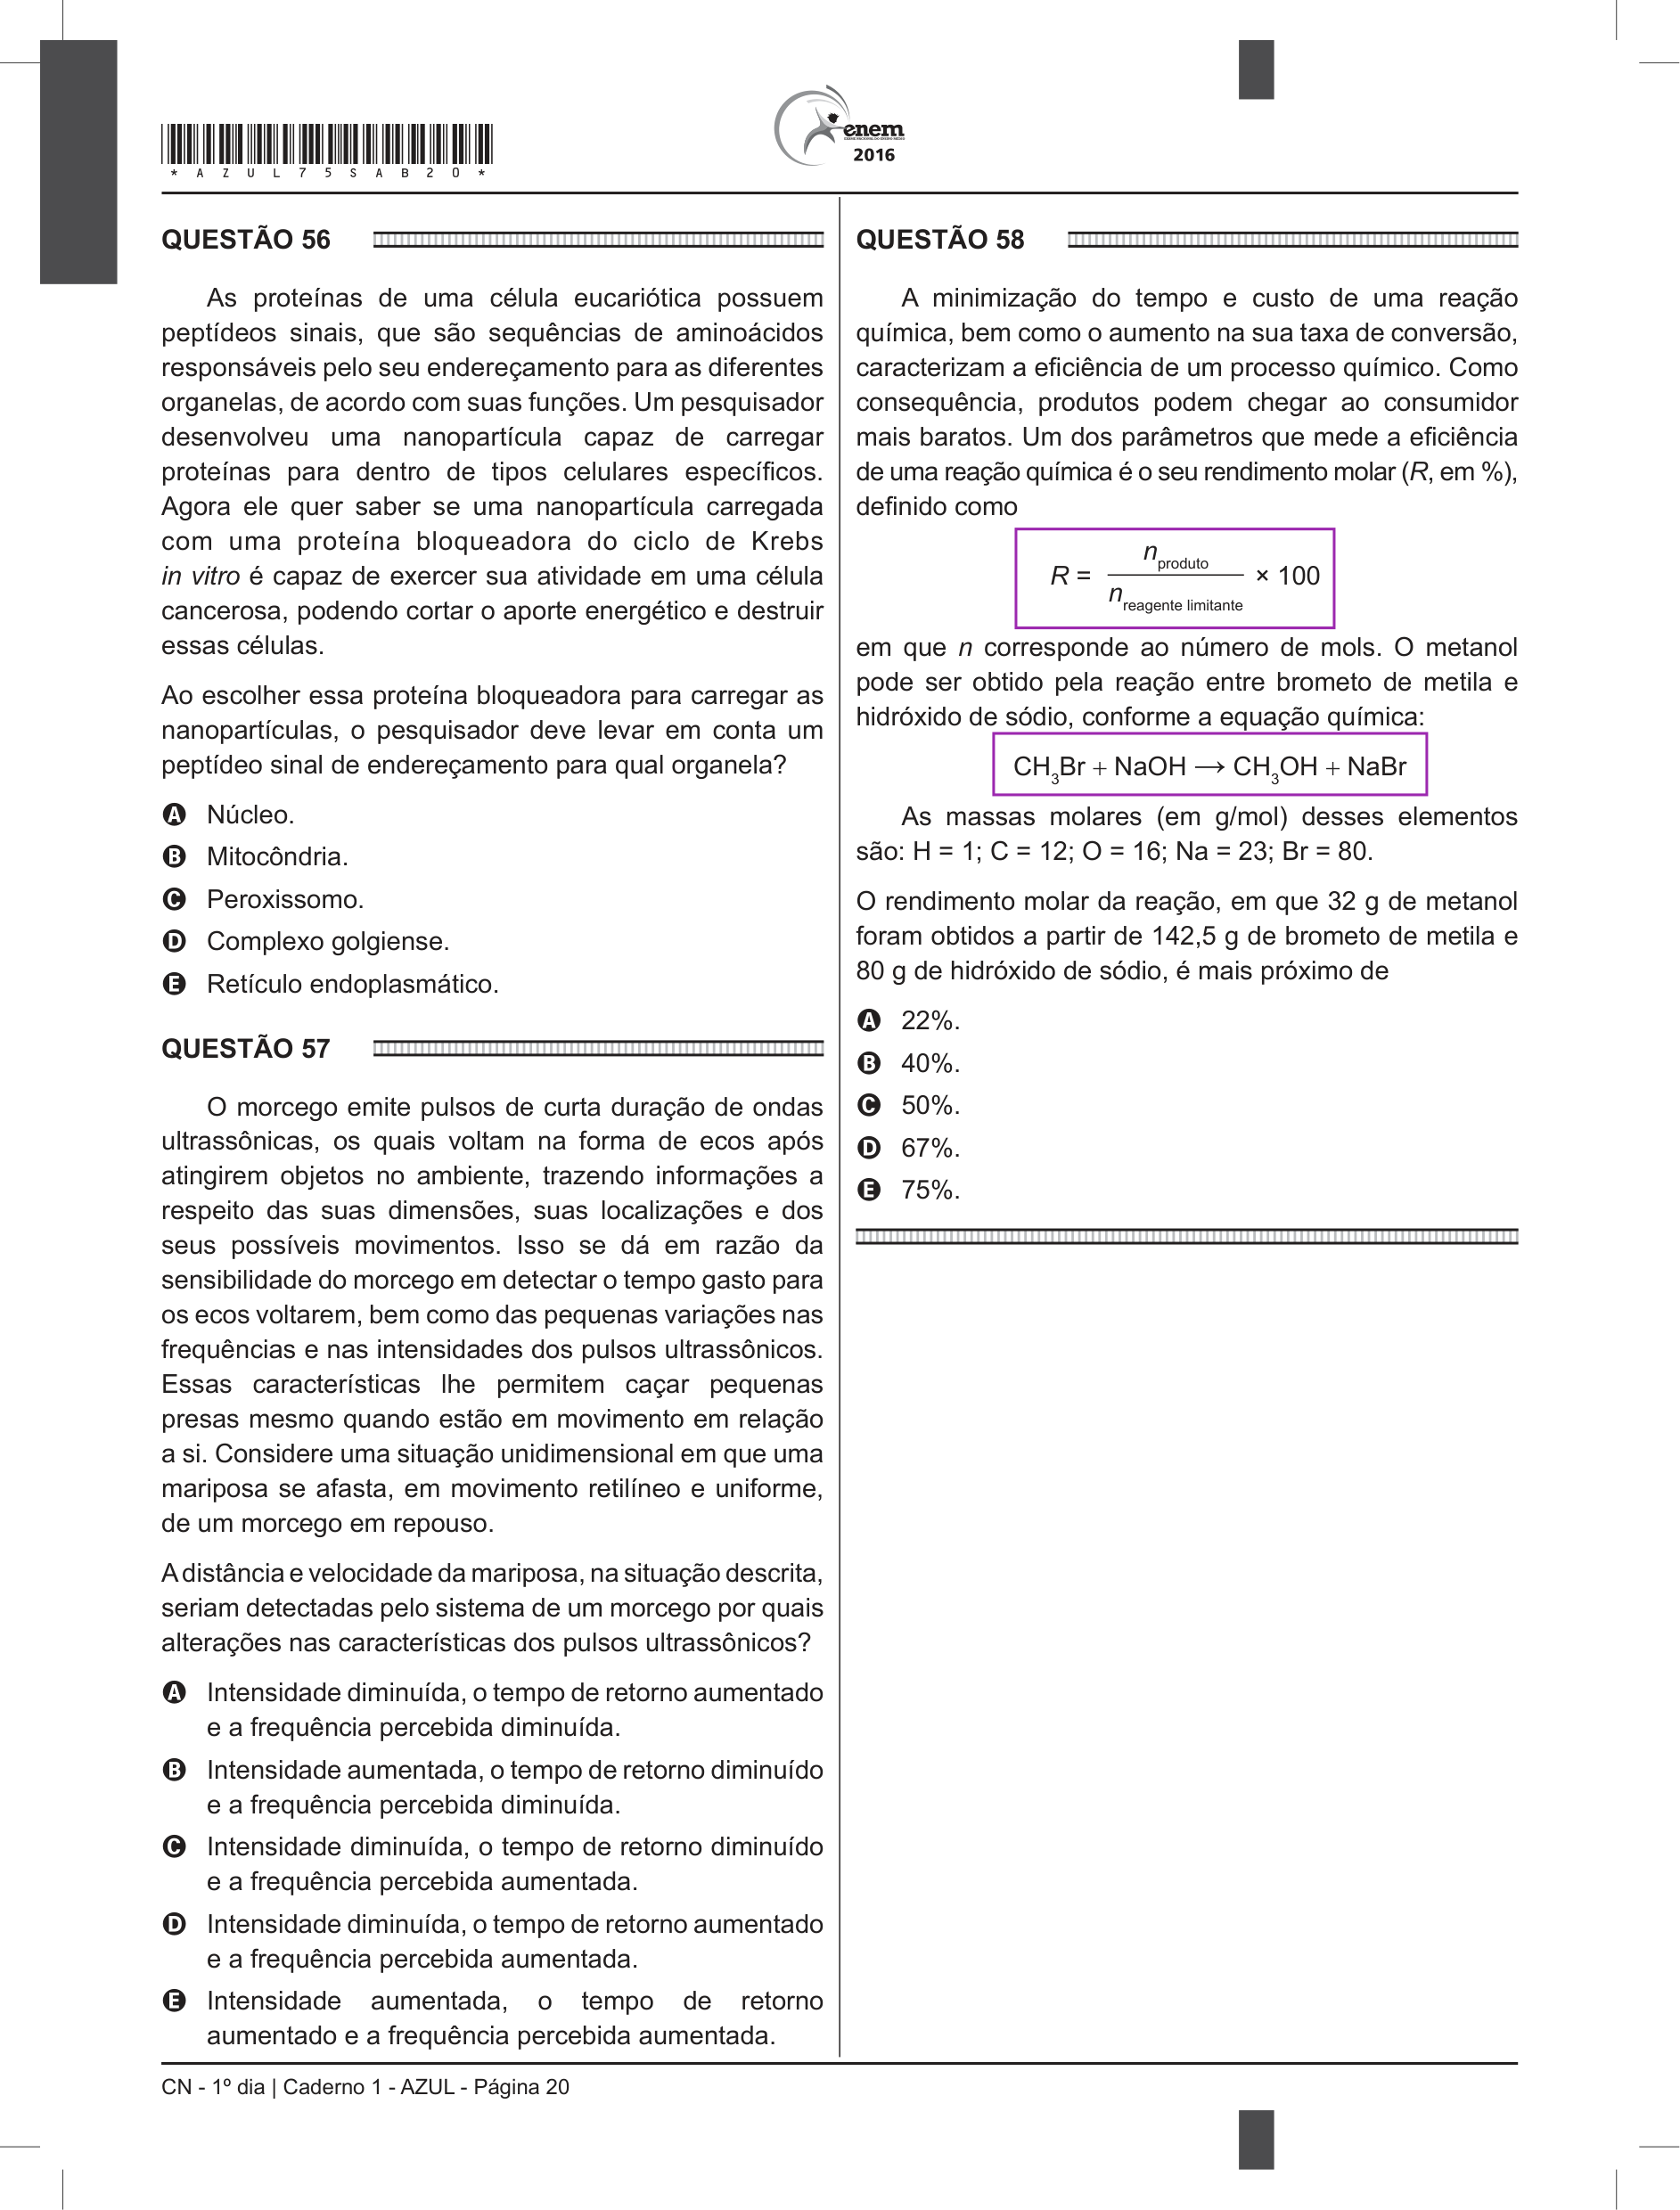 *AZUL75SAB20*
enem
2016
QUESTÃO 56
As proteínas de uma célula eucariótica possuem
peptídeos sinais, que são sequências de aminoácidos
responsáveis pelo seu endereçamento para as diferentes
organelas, de acordo com suas funções. Um pesquisador
desenvolveu uma nanopartícula capaz de carregar
proteínas para dentro de tipos celulares específicos.
Agora ele quer saber se uma nanopartícula carregada
com uma proteína bloqueadora do ciclo de Krebs
in vitro é capaz de exercer sua atividade em uma célula
cancerosa, podendo cortar o aporte energético e destruir
essas células.
Ao escolher essa proteína bloqueadora para carregar as
nanopartículas, o pesquisador deve levar em conta um
peptídeo sinal de endereçamento para qual organela?
A Núcleo.
B Mitocôndria.
C Peroxissomo.
D Complexo golgiense.
E Retículo endoplasmático.
QUESTÃO 57
O morcego emite pulsos de curta duração de ondas
ultrassônicas, os quais voltam na forma de ecos após
atingirem objetos no ambiente, trazendo informações a
respeito das suas dimensões, suas localizações e dos
seus possíveis movimentos. Isso se dá em razão da
sensibilidade do morcego em detectar o tempo gasto para
os ecos voltarem, bem como das pequenas variações nas
frequências e nas intensidades dos pulsos ultrassônicos.
Essas características lhe permitem caçar pequenas
presas mesmo quando estão em movimento em relação
a si. Considere uma situação unidimensional em que uma
mariposa se afasta, em movimento retilíneo e uniforme,
de um morcego em repouso.
A distância e velocidade da mariposa, na situação descrita,
seriam detectadas pelo sistema de um morcego por quais
alterações nas características dos pulsos ultrassônicos?
A Intensidade diminuída, o tempo de retorno aumentado
e a frequência percebida diminuída.
B Intensidade aumentada, o tempo de retorno diminuído
e a frequência percebida diminuída.
C Intensidade diminuída, o tempo de retorno diminuído
e a frequência percebida aumentada.
D Intensidade diminuída, o tempo de retorno aumentado
e a frequência percebida aumentada.
E Intensidade aumentada, o tempo de retorno
aumentado e a frequência percebida aumentada.
QUESTÃO 58
A minimização do tempo e custo de uma reação
química, bem como o aumento na sua taxa de conversão,
caracterizam a eficiência de um processo químico. Como
consequência, produtos podem chegar ao consumidor
mais baratos. Um dos parâmetros que mede a eficiência
de uma reação química é o seu rendimento molar (R, em %),
definido como
R = n produto / n reagente limitante × 100
em que n corresponde ao número de mols. O metanol
pode ser obtido pela reação entre brometo de metila e
hidróxido de sódio, conforme a equação química:
CH3Br + NaOH ⟶ CH3OH + NaBr
As massas molares (em g/mol) desses elementos
são: H = 1; C = 12; O = 16; Na = 23; Br = 80.
O rendimento molar da reação, em que 32 g de metanol
foram obtidos a partir de 142,5 g de brometo de metila e
80 g de hidróxido de sódio, é mais próximo de
A 22%.
B 40%.
C 50%.
D 67%.
E 75%.
CN - 1º dia | Caderno 1 - AZUL - Página 20